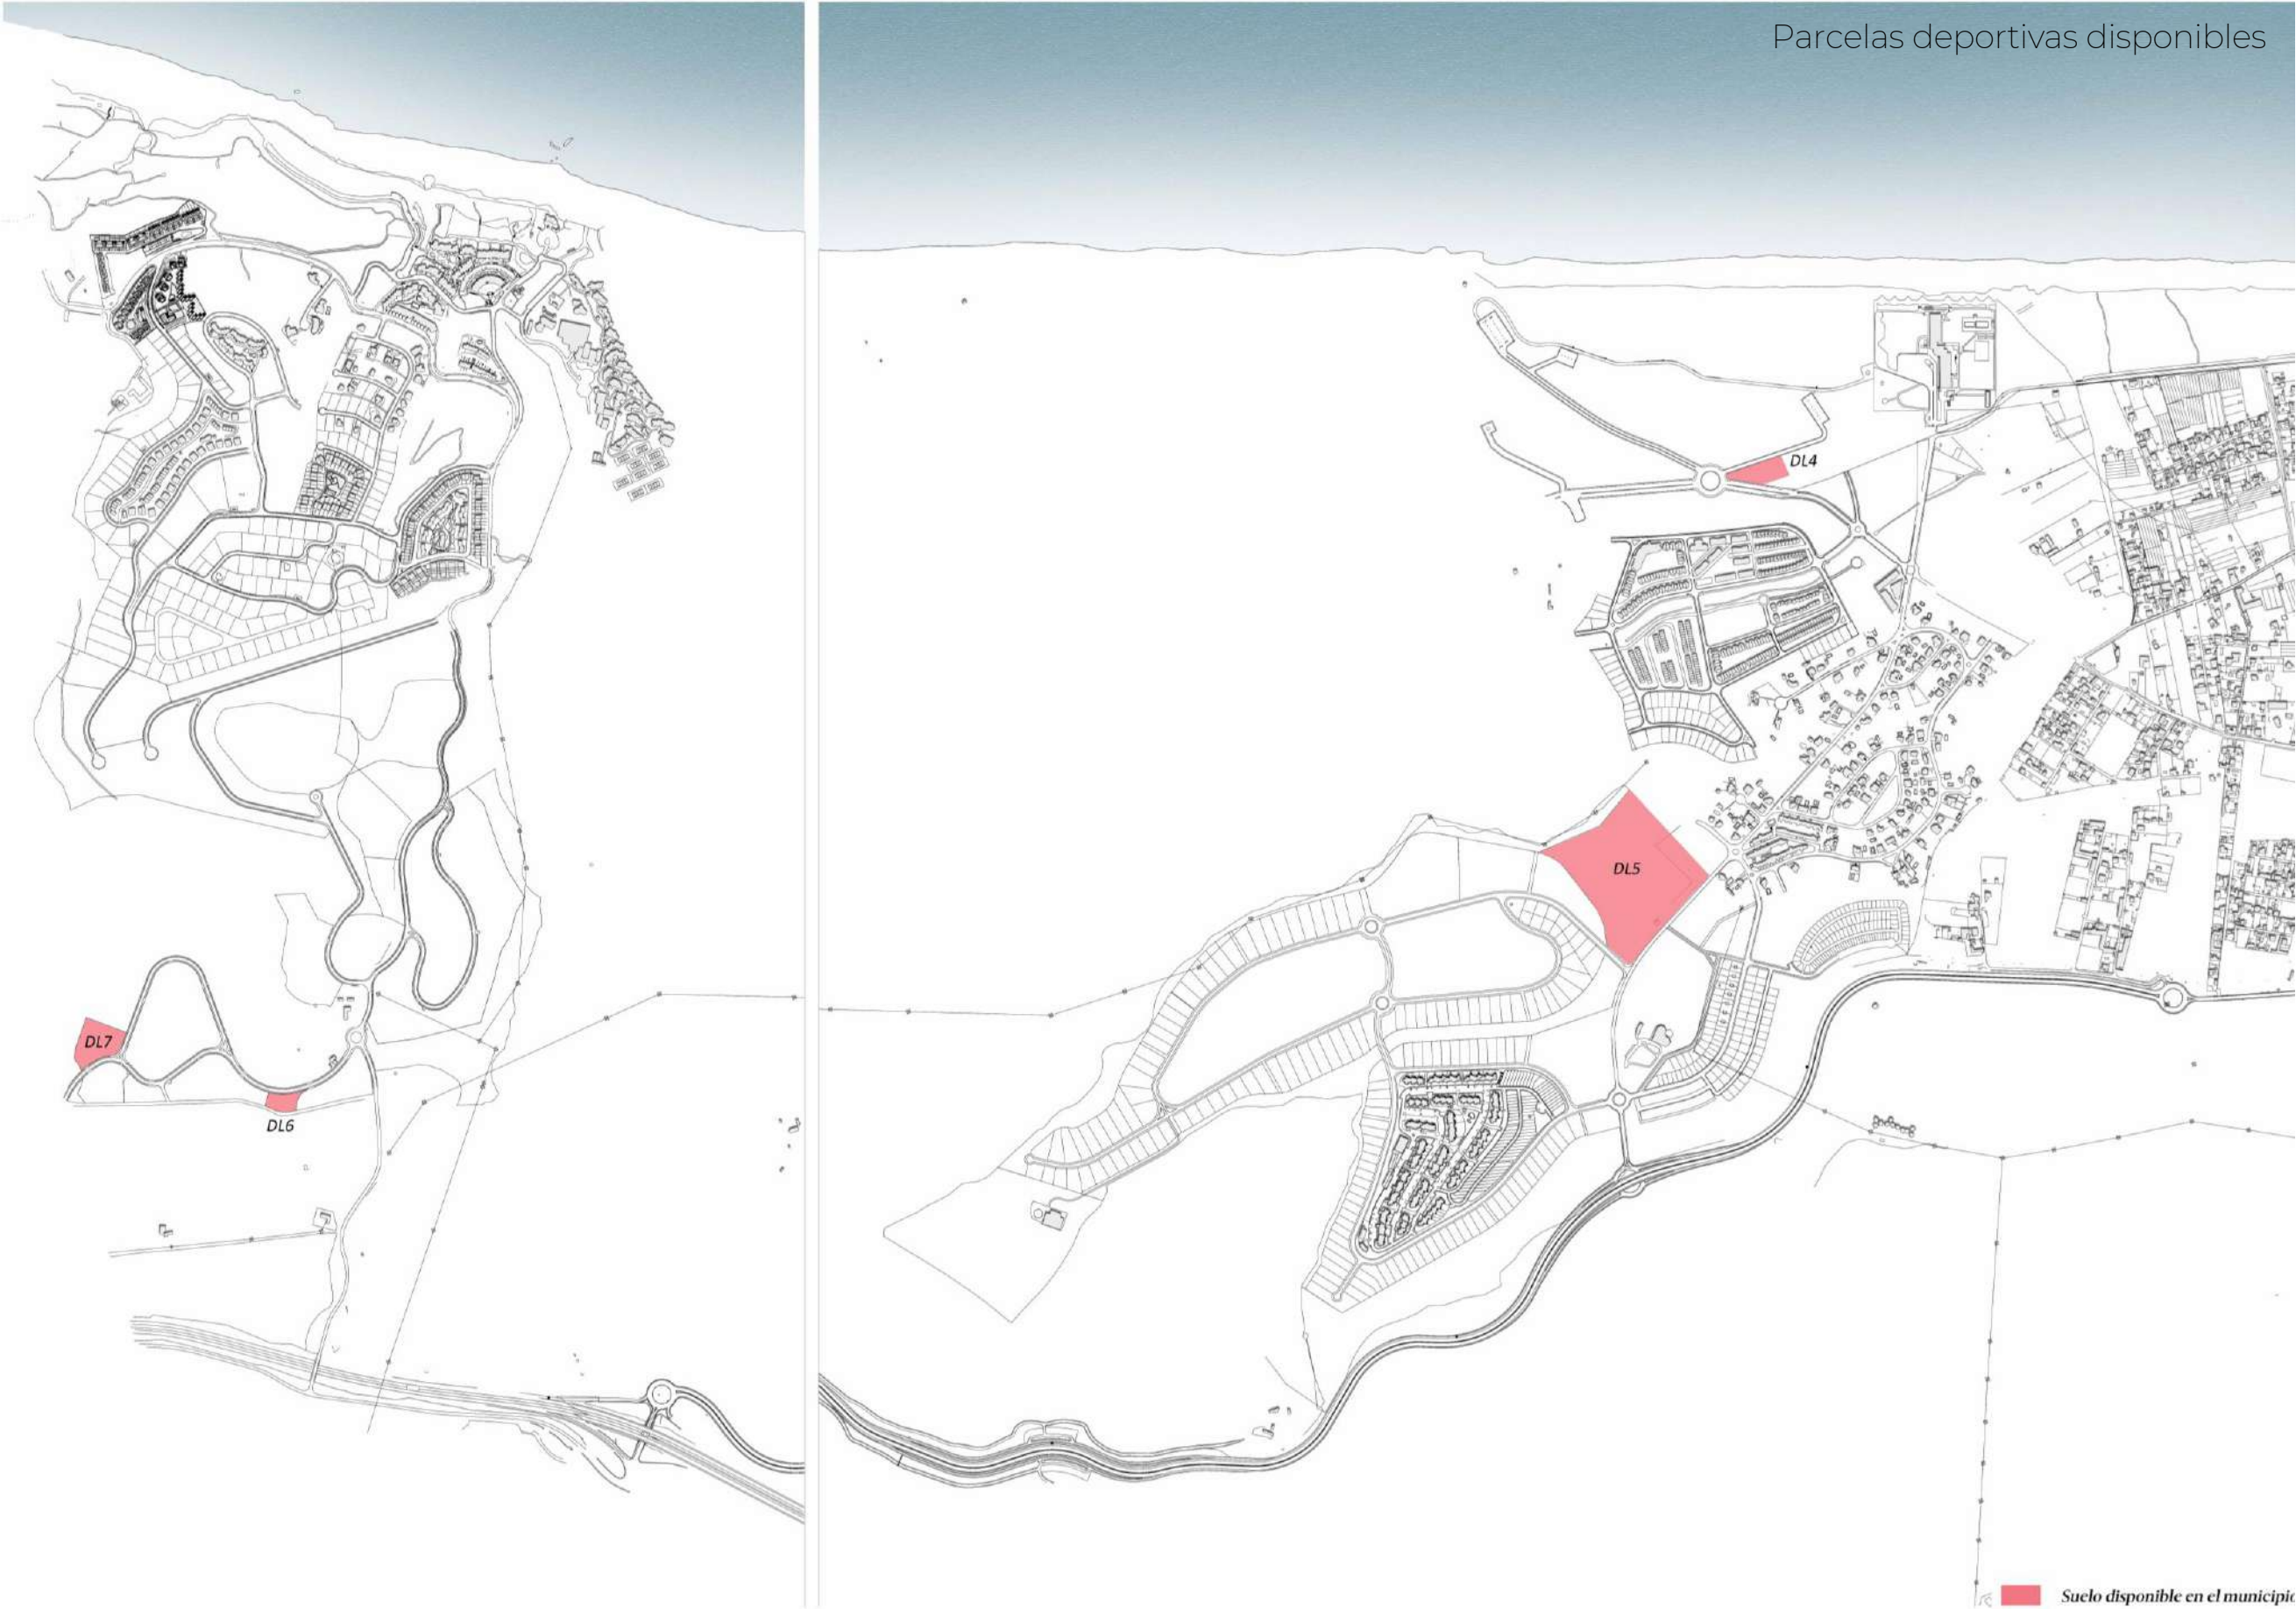 Parcelas deportivas disponibles
DL4
DL5
DL7
DL6
Suelo disponible en el municipio